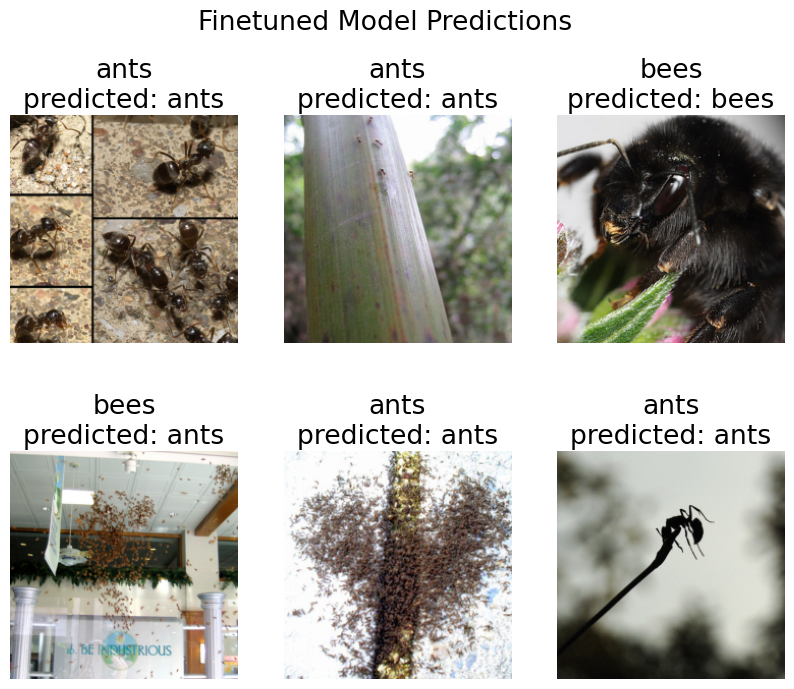 Finetuned Model Predictions
ants
predicted: ants
ants
predicted: ants
bees
predicted: bees
bees
predicted: ants
ants
predicted: ants
ants
predicted: ants
BE INDUSTRIOUS